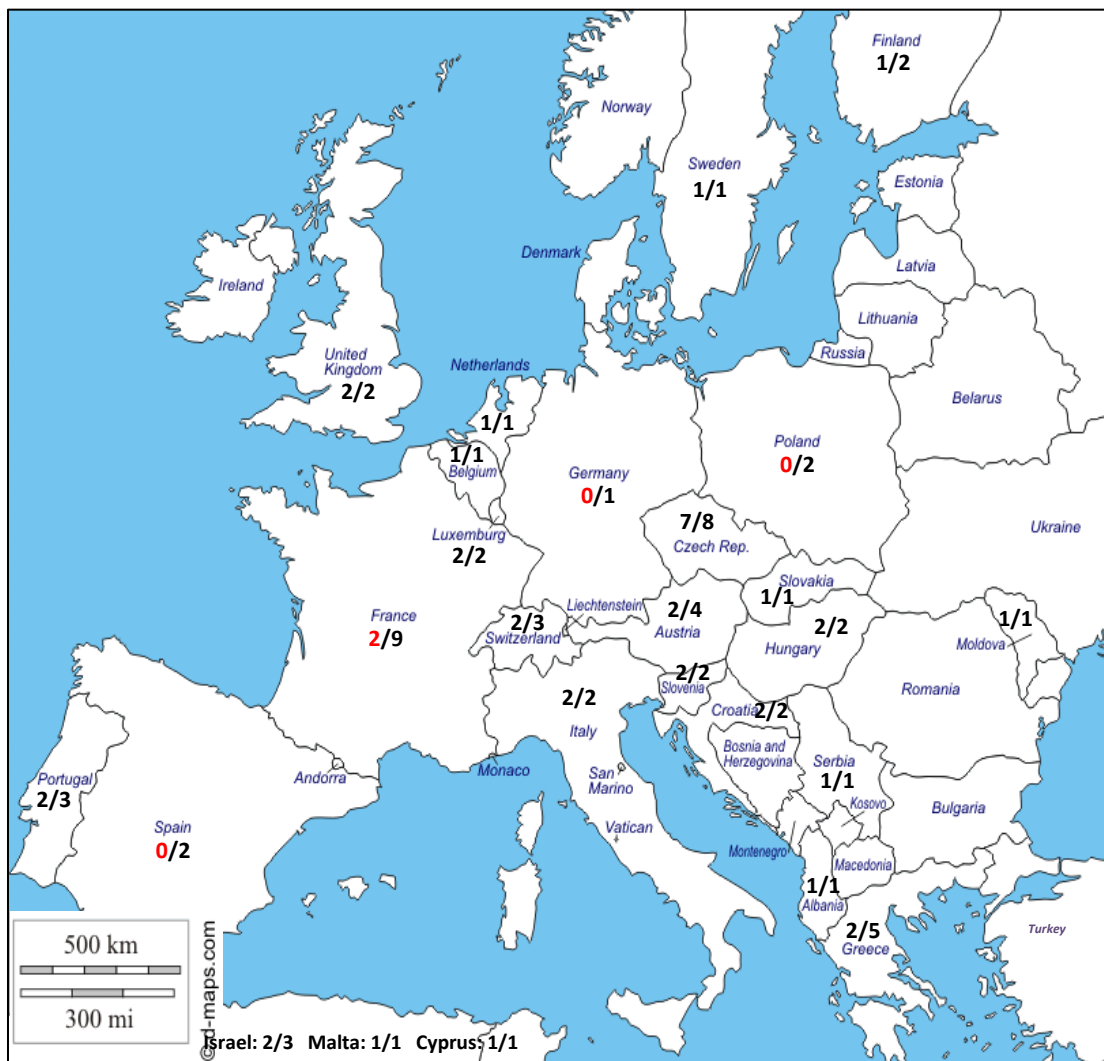 Finland
1/2
Norway
Sweden
1/1
Estonia
Denmark
Latvia
Ireland
Lithuania
United
Kingdom
2/2
Russia
Netherlands
Belarus
1/1
1/1
Belgium
Poland
0/2
Germany
0/1
7/8
Czech Rep.
Ukraine
Luxemburg
2/2
Slovakia
1/1
Liechtenstein
2/3
Switzerland
2/4
Austria
France
2/9
2/2
Hungary
1/1
Moldova
2/2
Slovenia
Romania
2/2
Italy
Croatia
2/2
Bosnia and
Herzegovina
Serbia
1/1
Monaco
Andorra
San
Marino
Kosovo
Portugal
2/3
Bulgaria
Spain
0/2
Vatican
Montenegro
Macedonia
1/1
Albania
2/5
Greece
Turkey
500 km
300 mi
©d-maps.com
Israel: 2/3 Malta: 1/1 Cyprus: 1/1